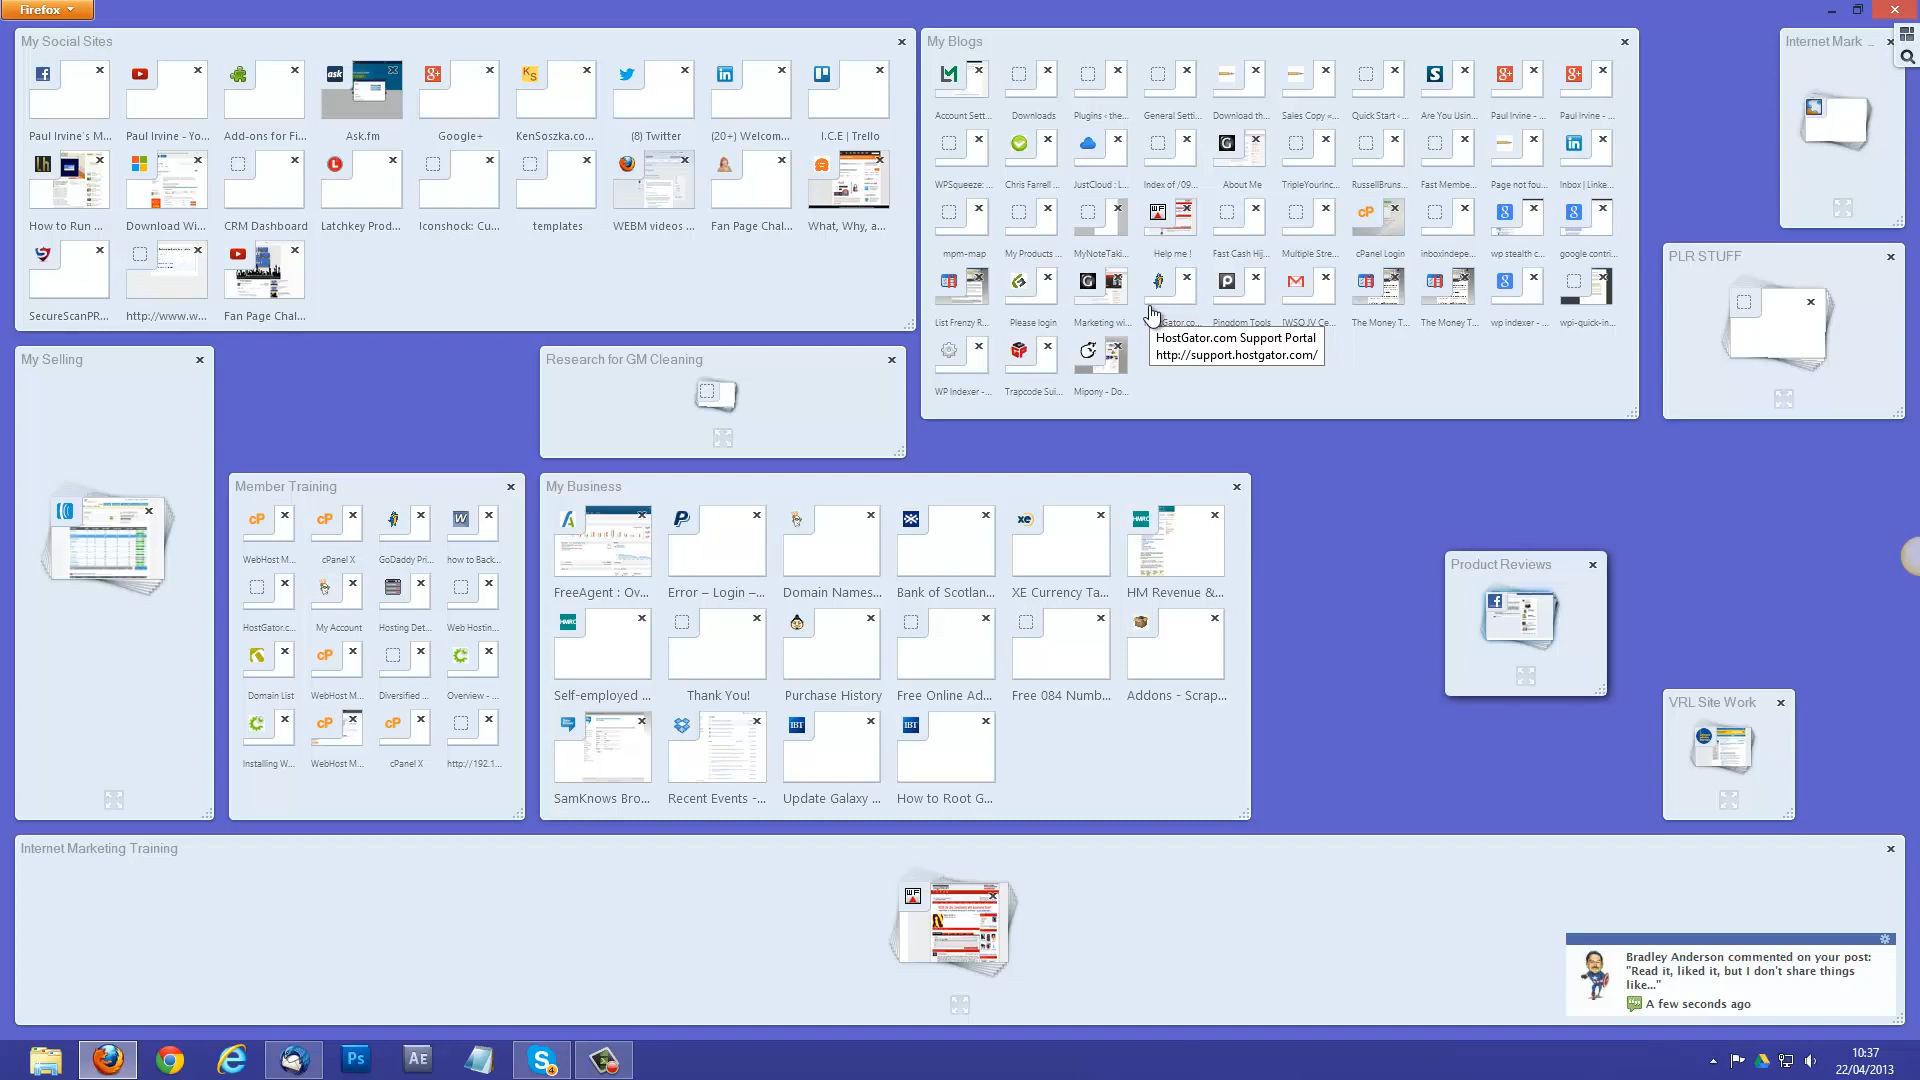 Firefox
My Social Sites
Paul Irvine's M...
Paul Irvine - Yo...
Add-ons for Fi...
Ask.fm
Google+
KenSoszka.co...
(8) Twitter
(20+) Welcom...
I.C.E | Trello
How to Run ...
Download Wi...
CRM Dashboard
Latchkey Prod...
Iconshock: Cu...
templates
WEBM videos ...
Fan Page Chal...
What, Why, a...
SecureScanPR...
http://www.w...
Fan Page Chal...
My Blogs
Account Sett...
Downloads
Plugins ‹ the...
General Setti...
Download th...
Sales Copy «...
Quick Start ‹ ...
Are You Usin...
Paul Irvine - ...
Paul Irvine - ...
WPSqueeze: ...
Chris Farrell ...
JustCloud : L...
Index of /09...
About Me
TripleYourInc...
RussellBruns...
Fast Membe...
Page not fou...
Inbox | Linke...
mpm-map
My Products ...
MyNoteTaki...
Help me !
Fast Cash Hij...
Multiple Stre...
cPanel Login
inboxindepe...
wp stealth c...
google contri...
List Frenzy R...
Please login
Marketing wi...
Gator.co...
Pingdom Tools
IWSO JV Ce...
The Money T...
The Money T...
wp indexer - ...
wpi-quick-in...
HostGator.com Support Portal
http://support.hostgator.com/
WP Indexer -...
Trapcode Sui...
Mipony - Do...
Internet Mark ...
PLR STUFF
My Selling
Research for GM Cleaning
Member Training
WebHost M...
cPanel X
GoDaddy Pri...
how to Back...
HostGator.c...
My Account
Hosting Det...
Web Hostin...
Domain List
WebHost M...
Diversified ...
Overview - ...
Installing W...
WebHost M...
cPanel X
http://192.1...
My Business
FreeAgent : Ov...
Error – Login –...
Domain Names...
Bank of Scotlan...
XE Currency Ta...
HM Revenue &...
Self-employed ...
Thank You!
Purchase History
Free Online Ad...
Free 084 Numb...
Addons - Scrap...
SamKnows Bro...
Recent Events -...
Update Galaxy ...
How to Root G...
Product Reviews
VRL Site Work
Internet Marketing Training
Bradley Anderson commented on your post:
"Read it, liked it, but I don't share things
like..."
A few seconds ago
Ps
AE
4
10:37
22/04/2013